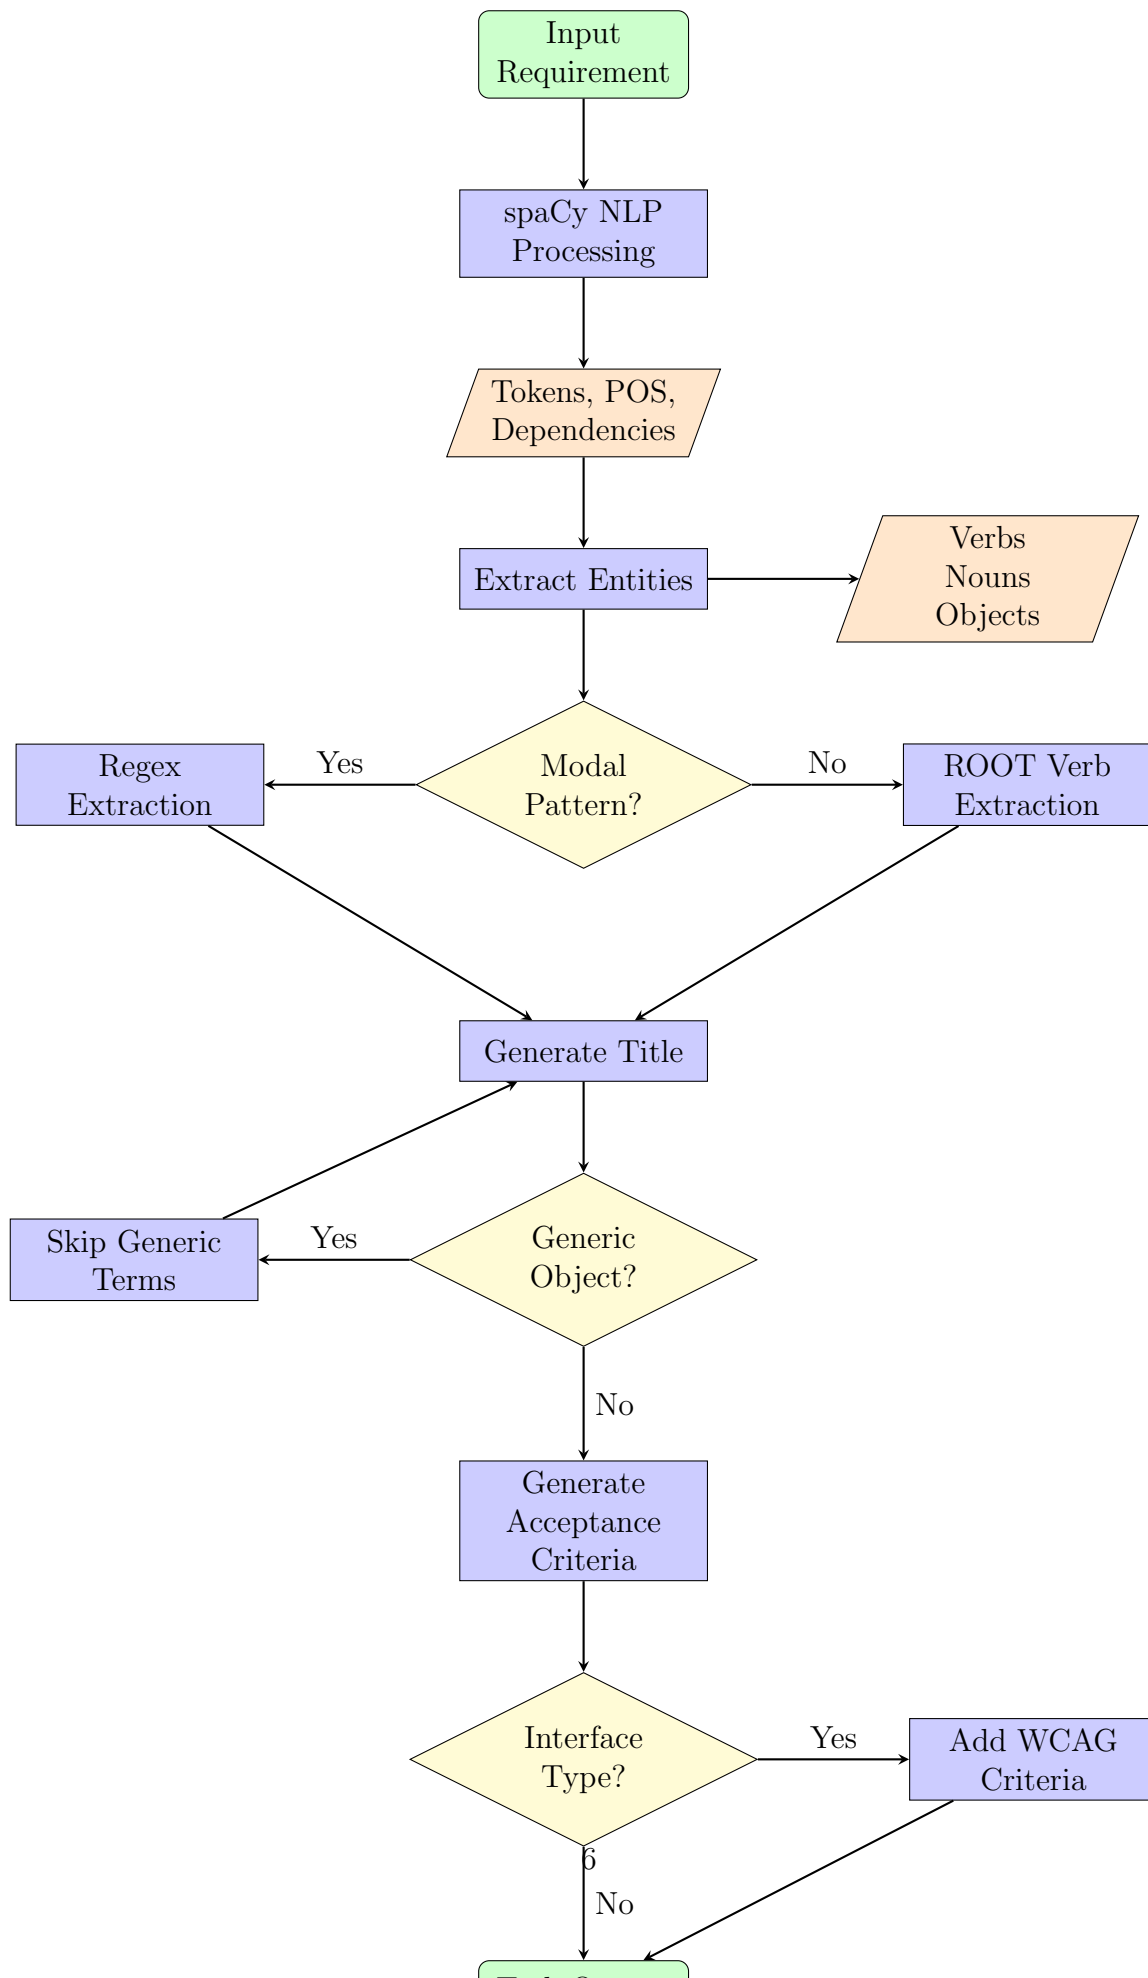 Input
Requirement
spaCy NLP
Processing
Tokens, POS,
Dependencies
Extract Entities
Verbs
Nouns
Objects
Modal
Pattern?
Yes
No
Regex
Extraction
ROOT Verb
Extraction
Generate Title
Generic
Object?
Yes
Skip Generic
Terms
No
Generate
Acceptance
Criteria
Interface
Type?
Yes
Add WCAG
Criteria
6
No